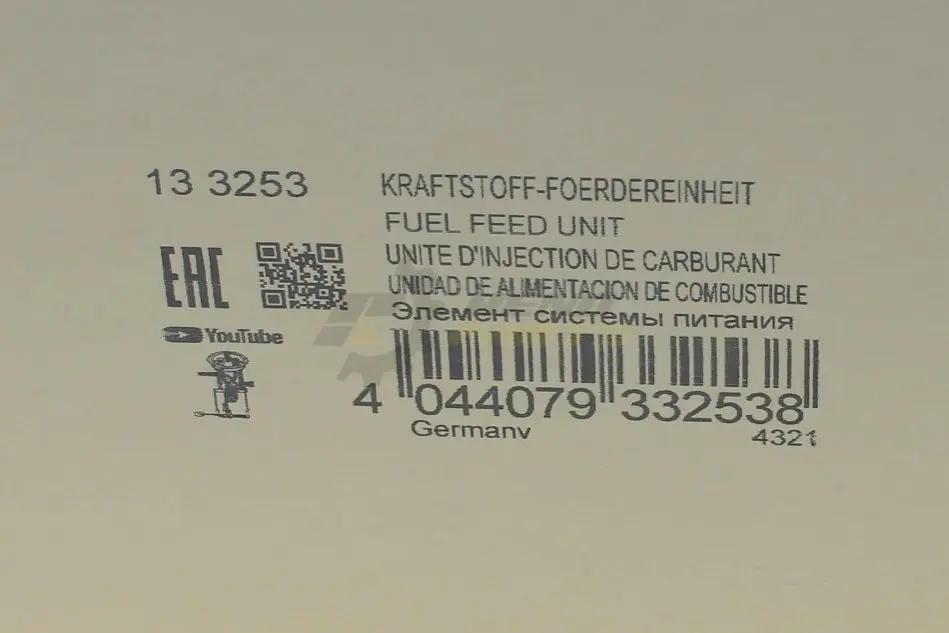 13 3253
KRAFTSTOFF-FOERDEREINHEIT
FUEL FEED UNIT
UNITE D'INJECTION DE CARBURANT
UNIDAD DE ALIMENTACION DE COMBUSTIBLE
Элемент системы питания
EAC
YouTube
4 044079 332538
Germany
4321